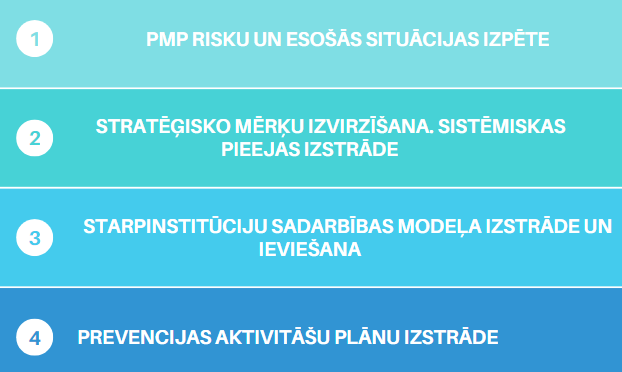 1
PMP RISKU UN ESOŠĀS SITUĀCIJAS IZPĒTE
2
STRATĒĢISKO MĒRĶU IZVIRZĪŠANA. SISTĒMISKAS
PIEEJAS IZSTRĀDE
3
STARPINSTITŪCIJU SADARBĪBAS MODEĻA IZSTRĀDE UN
IEVIEŠANA
4
PREVENCIJAS AKTIVITĀŠU PLĀNU IZSTRĀDE